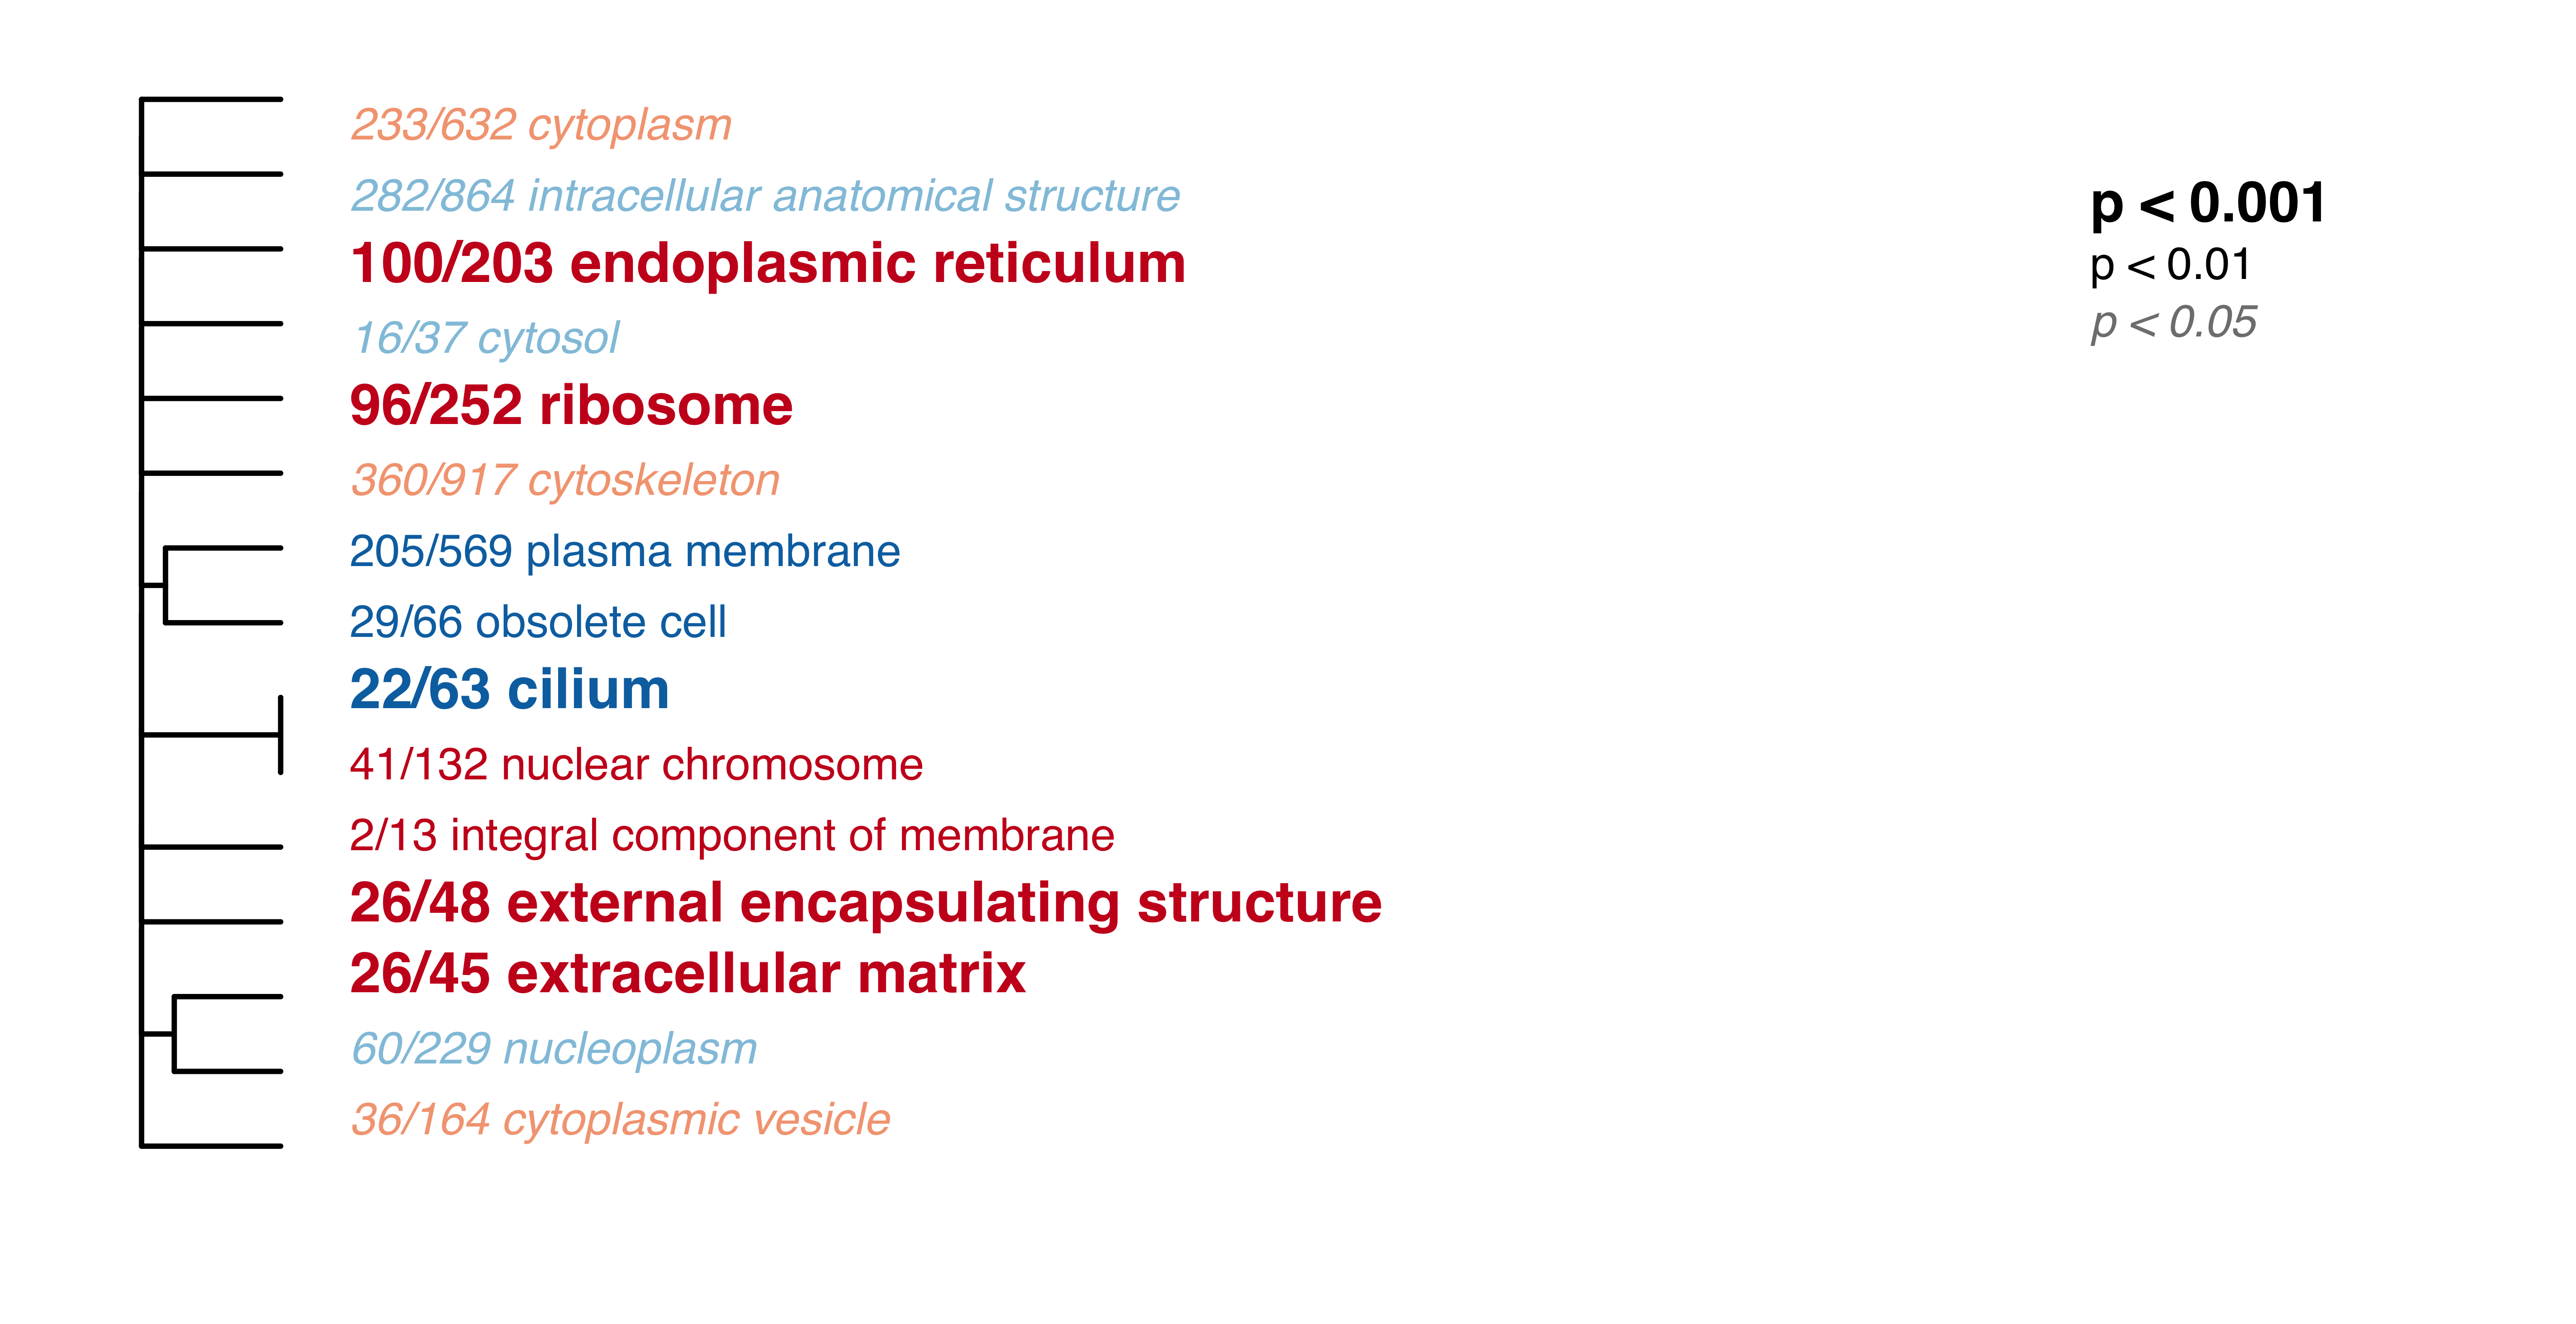 233/632 cytoplasm
282/864 intracellular anatomical structure
100/203 endoplasmic reticulum
16/37 cytosol
96/252 ribosome
360/917 cytoskeleton
205/569 plasma membrane
29/66 obsolete cell
22/63 cilium
41/132 nuclear chromosome
2/13 integral component of membrane
26/48 external encapsulating structure
26/45 extracellular matrix
60/229 nucleoplasm
36/164 cytoplasmic vesicle
p < 0.001
p < 0.01
p < 0.05